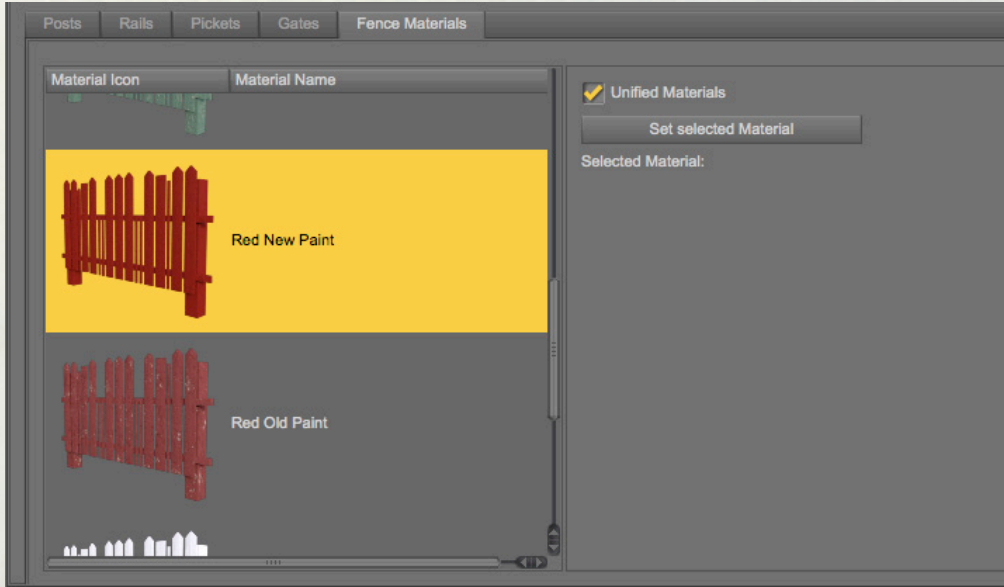 Posts Rails Pickets Gates Fence Materials
Material Icon Material Name
Unified Materials
Set selected Material
Selected Material:
Red New Paint
Red Old Paint